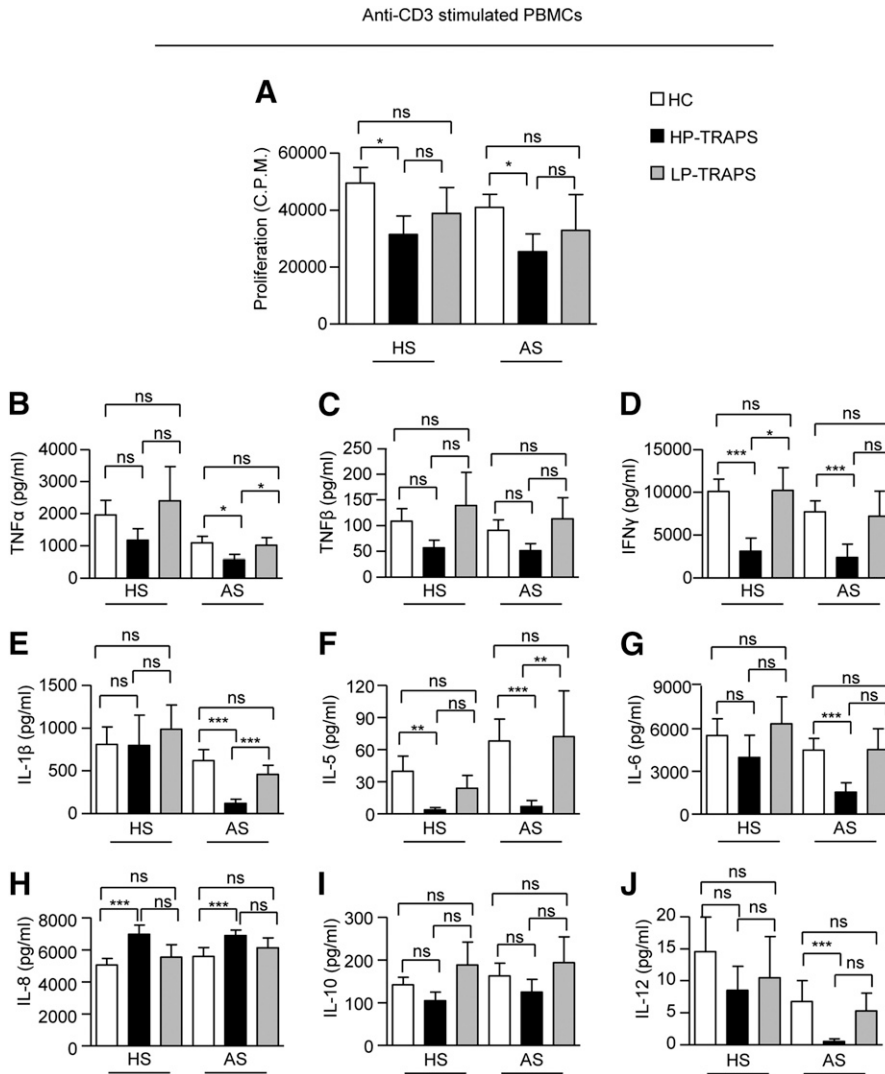 Anti-CD3 stimulated PBMCs
A
HC
HP-TRAPS
LP-TRAPS
ns ns
* ns * ns
Proliferation (C.P.M.)
60000
40000
20000
0
HS AS
B
TNFα (pg/ml)
4000
3000
2000
1000
0
ns
ns ns
ns
* *
HS AS
C
TNFβ (pg/ml)
250
200
150
100
50
0
ns
ns ns
ns
ns ns
HS AS
D
IFNγ (pg/ml)
15000
10000
5000
0
ns
*** *
ns
*** ns
HS AS
E
IL-1β (pg/ml)
1500
1000
500
0
ns
ns ns
ns
*** ***
HS AS
F
IL-5 (pg/ml)
120
90
60
30
0
ns
** ns
ns
*** **
HS AS
G
IL-6 (pg/ml)
9000
6000
3000
0
ns
ns ns
ns
*** ns
HS AS
H
IL-8 (pg/ml)
8000
6000
4000
2000
0
ns
*** ns
ns
*** ns
HS AS
I
IL-10 (pg/ml)
300
200
100
0
ns
ns ns
ns
ns ns
HS AS
J
IL-12 (pg/ml)
20
15
10
5
0
ns
ns ns
ns
*** ns
HS AS